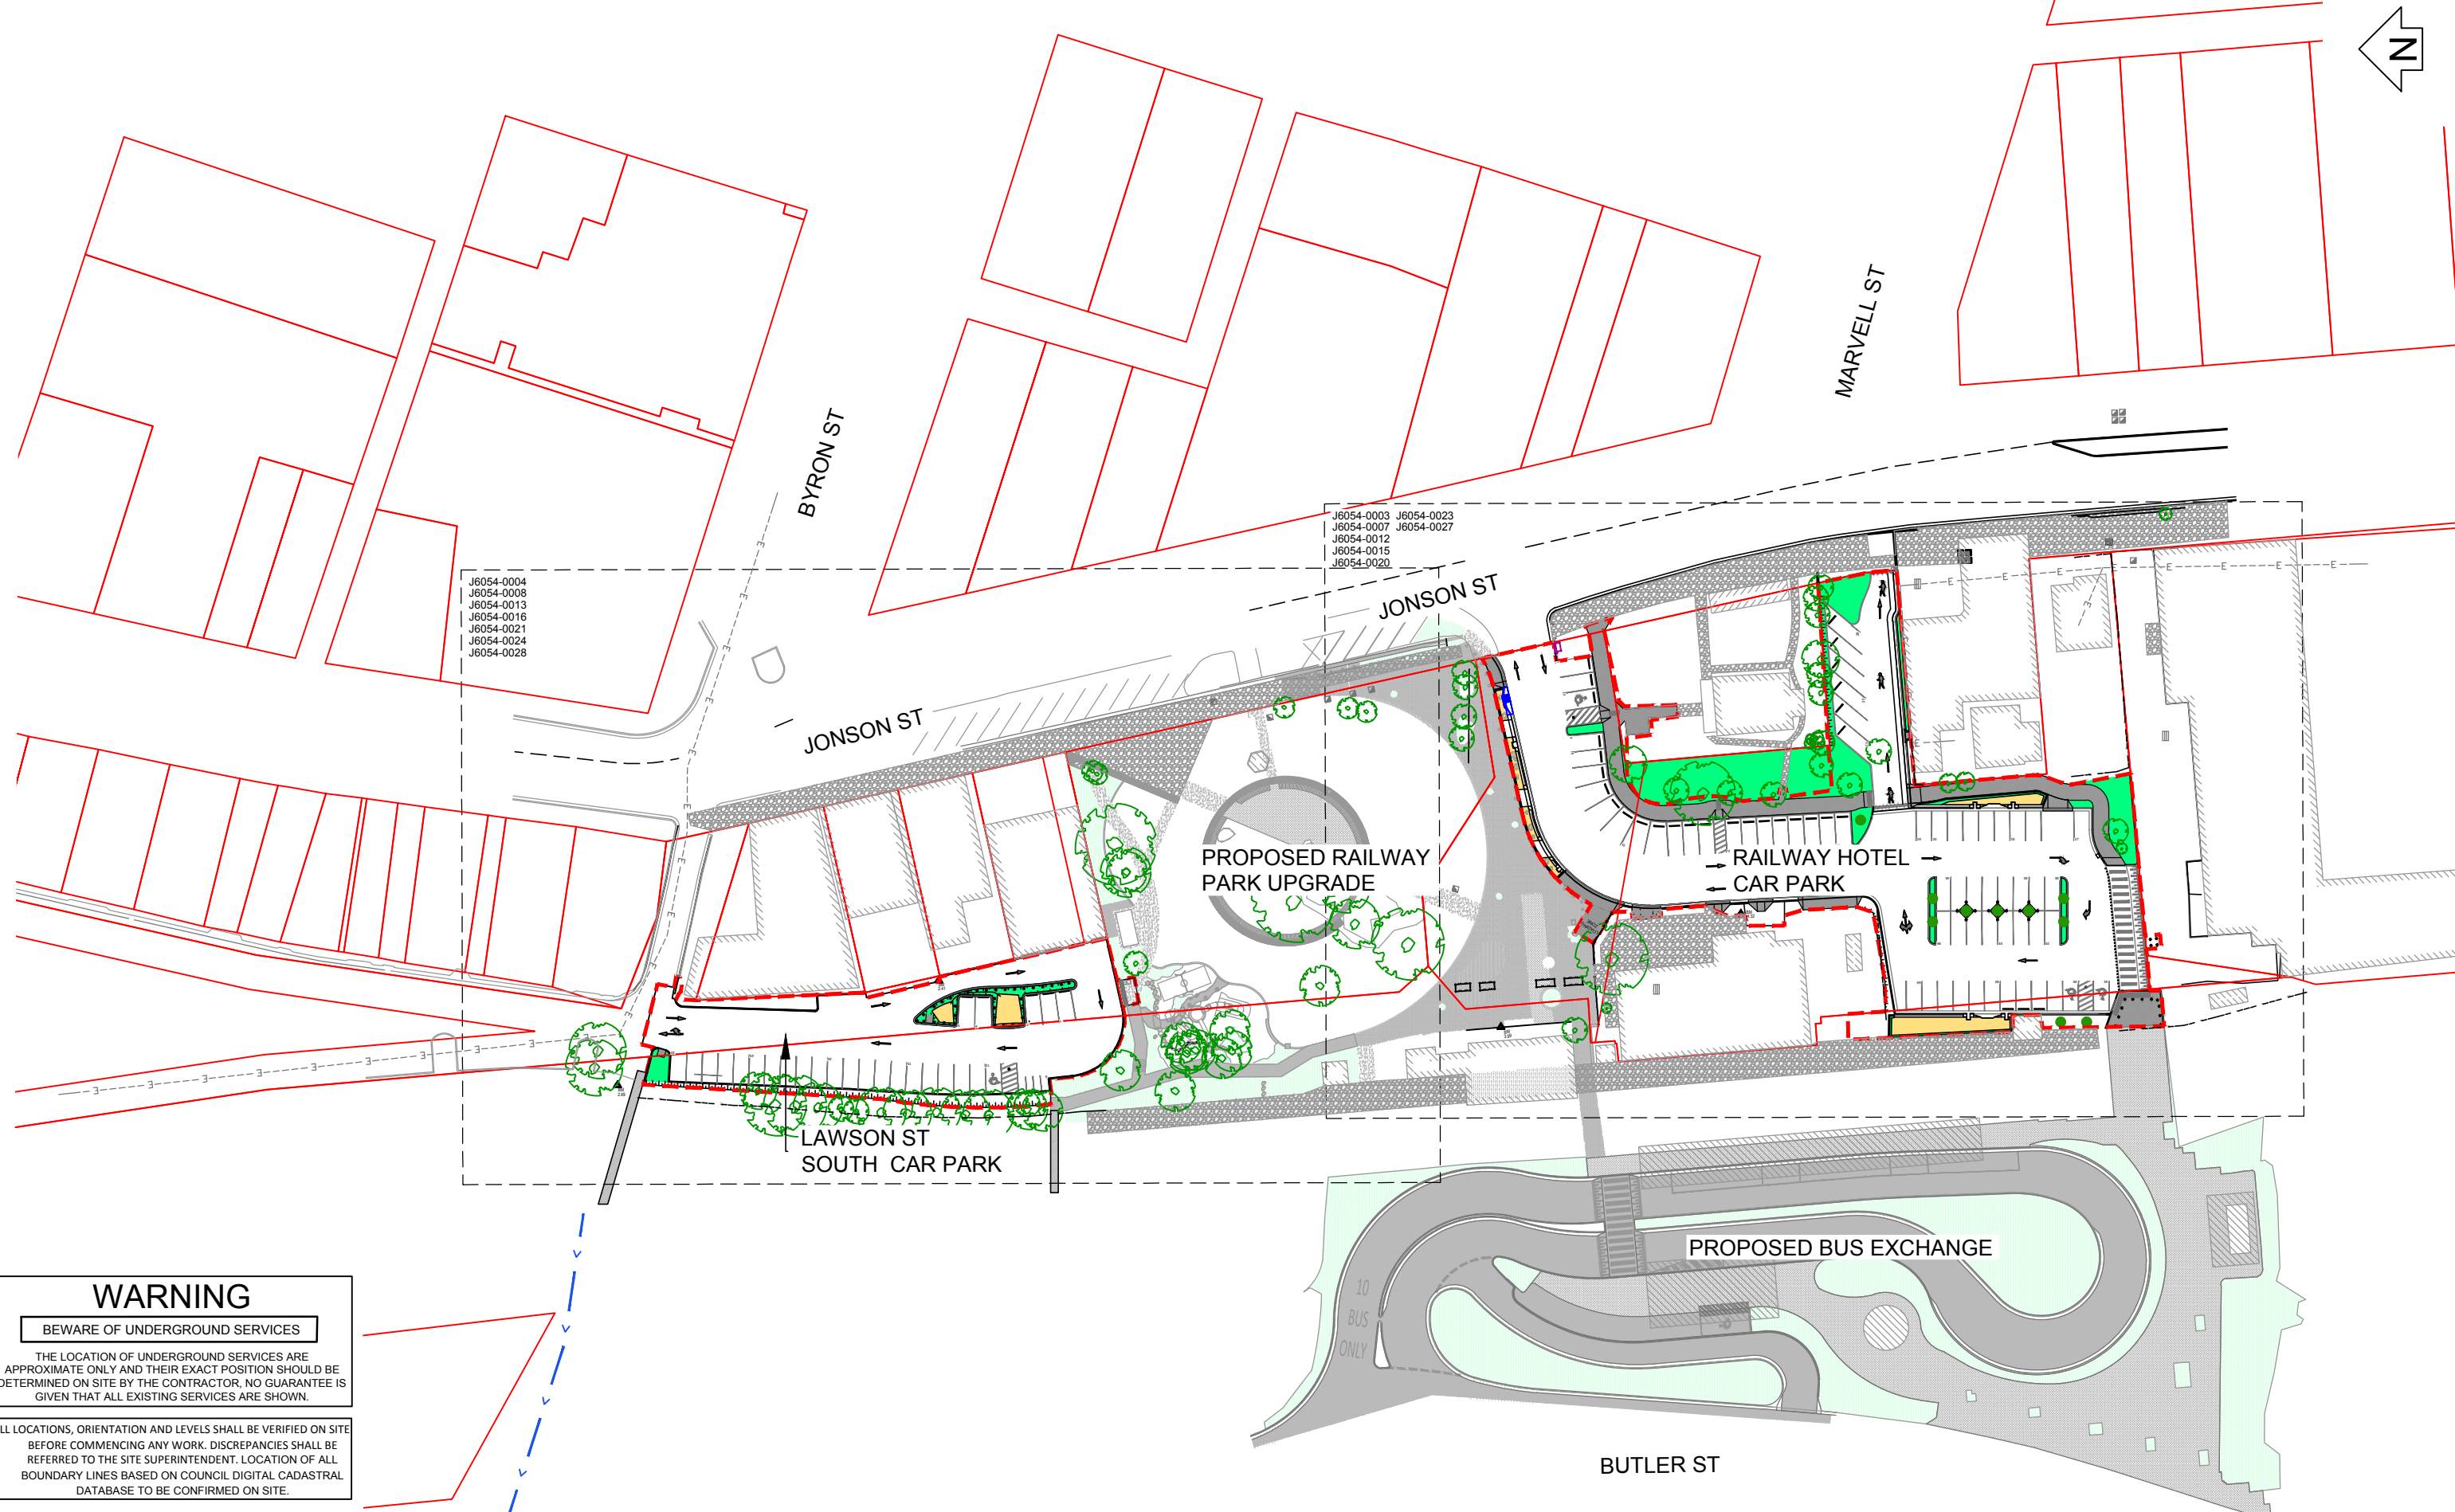 N
MARVELL ST
BYRON ST
J6054-0003 J6054-0023
J6054-0007 J6054-0027
J6054-0012
J6054-0015
J6054-0020
J6054-0004
J6054-0008
J6054-0013
J6054-0016
J6054-0021
J6054-0024
J6054-0028
JONSON ST
JONSON ST
PROPOSED RAILWAY
PARK UPGRADE
RAILWAY HOTEL
CAR PARK
LAWSON ST
SOUTH CAR PARK
PROPOSED BUS EXCHANGE
10
BUS
ONLY
BUTLER ST
WARNING
BEWARE OF UNDERGROUND SERVICES
THE LOCATION OF UNDERGROUND SERVICES ARE
APPROXIMATE ONLY AND THEIR EXACT POSITION SHOULD BE
DETERMINED ON SITE BY THE CONTRACTOR, NO GUARANTEE IS
GIVEN THAT ALL EXISTING SERVICES ARE SHOWN.
LL LOCATIONS, ORIENTATION AND LEVELS SHALL BE VERIFIED ON SITE
BEFORE COMMENCING ANY WORK. DISCREPANCIES SHALL BE
REFERRED TO THE SITE SUPERINTENDENT. LOCATION OF ALL
BOUNDARY LINES BASED ON COUNCIL DIGITAL CADASTRAL
DATABASE TO BE CONFIRMED ON SITE.